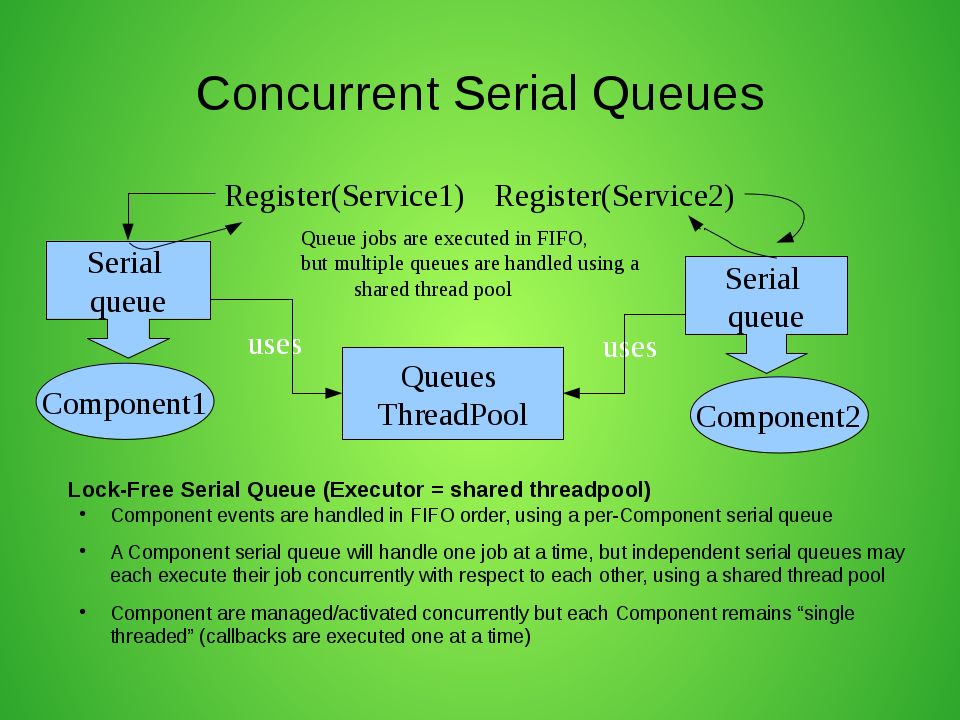 Concurrent Serial Queues
Register(Service1) Register(Service2)
Queue jobs are executed in FIFO,
but multiple queues are handled using a
shared thread pool
Serial
queue
Serial
queue
uses
uses
Queues
ThreadPool
Component1
Component2
Lock-Free Serial Queue (Executor = shared threadpool)
• Component events are handled in FIFO order, using a per-Component serial queue
• A Component serial queue will handle one job at a time, but independent serial queues may
each execute their job concurrently with respect to each other, using a shared thread pool
• Component are managed/activated concurrently but each Component remains “single
threaded” (callbacks are executed one at a time)